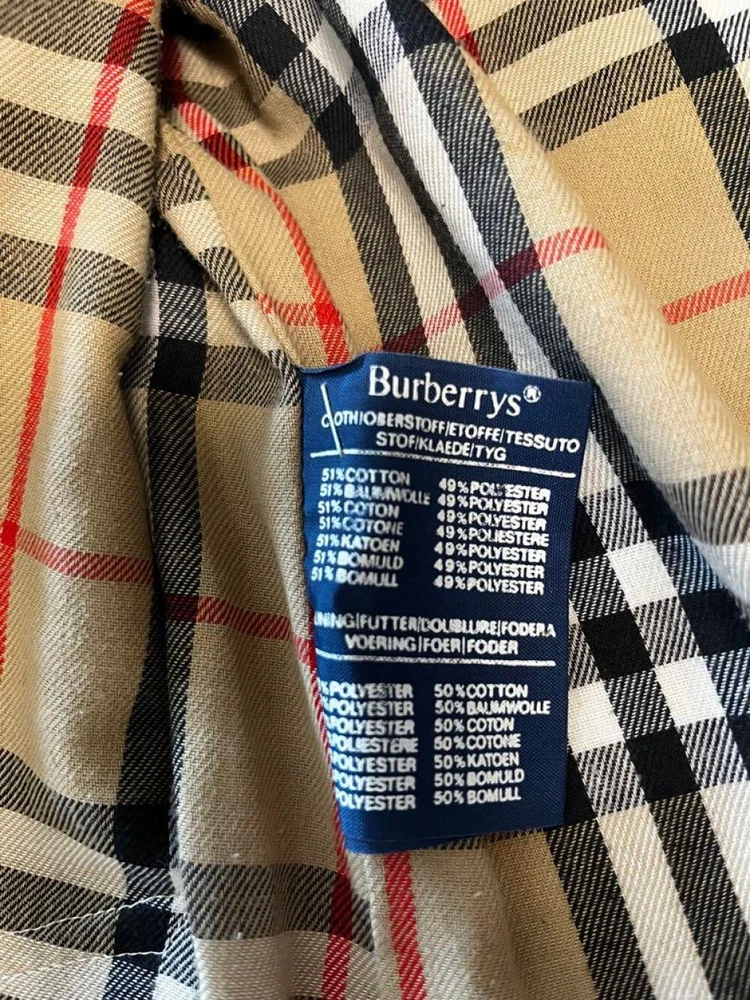 Burberrys®
CLOTH/OBERSTOFF/ETOFFE/TESSUTO
STOF/KLAEDE/TYG
51%COTTON 49%POLYESTER
51%BAUMWOLLE 49%POLYESTER
51%COTON 49%POLYESTER
51%COTONE 49%POLIESTERE
51%KATOEN 49%POLYESTER
51%BOMULD 49%POLYESTER
51%BOMULL 49%POLYESTER
NING/FUTTER/DOUBLURE/FODERA
VOERING/FOER/FODER
%POLYESTER 50%COTTON
%POLYESTER 50%BAUMWOLLE
POLYESTER 50%COTON
POLIESTERE 50%COTONE
POLYESTER 50%KATOEN
POLYESTER 50%BOMULD
POLYESTER 50%BOMULL